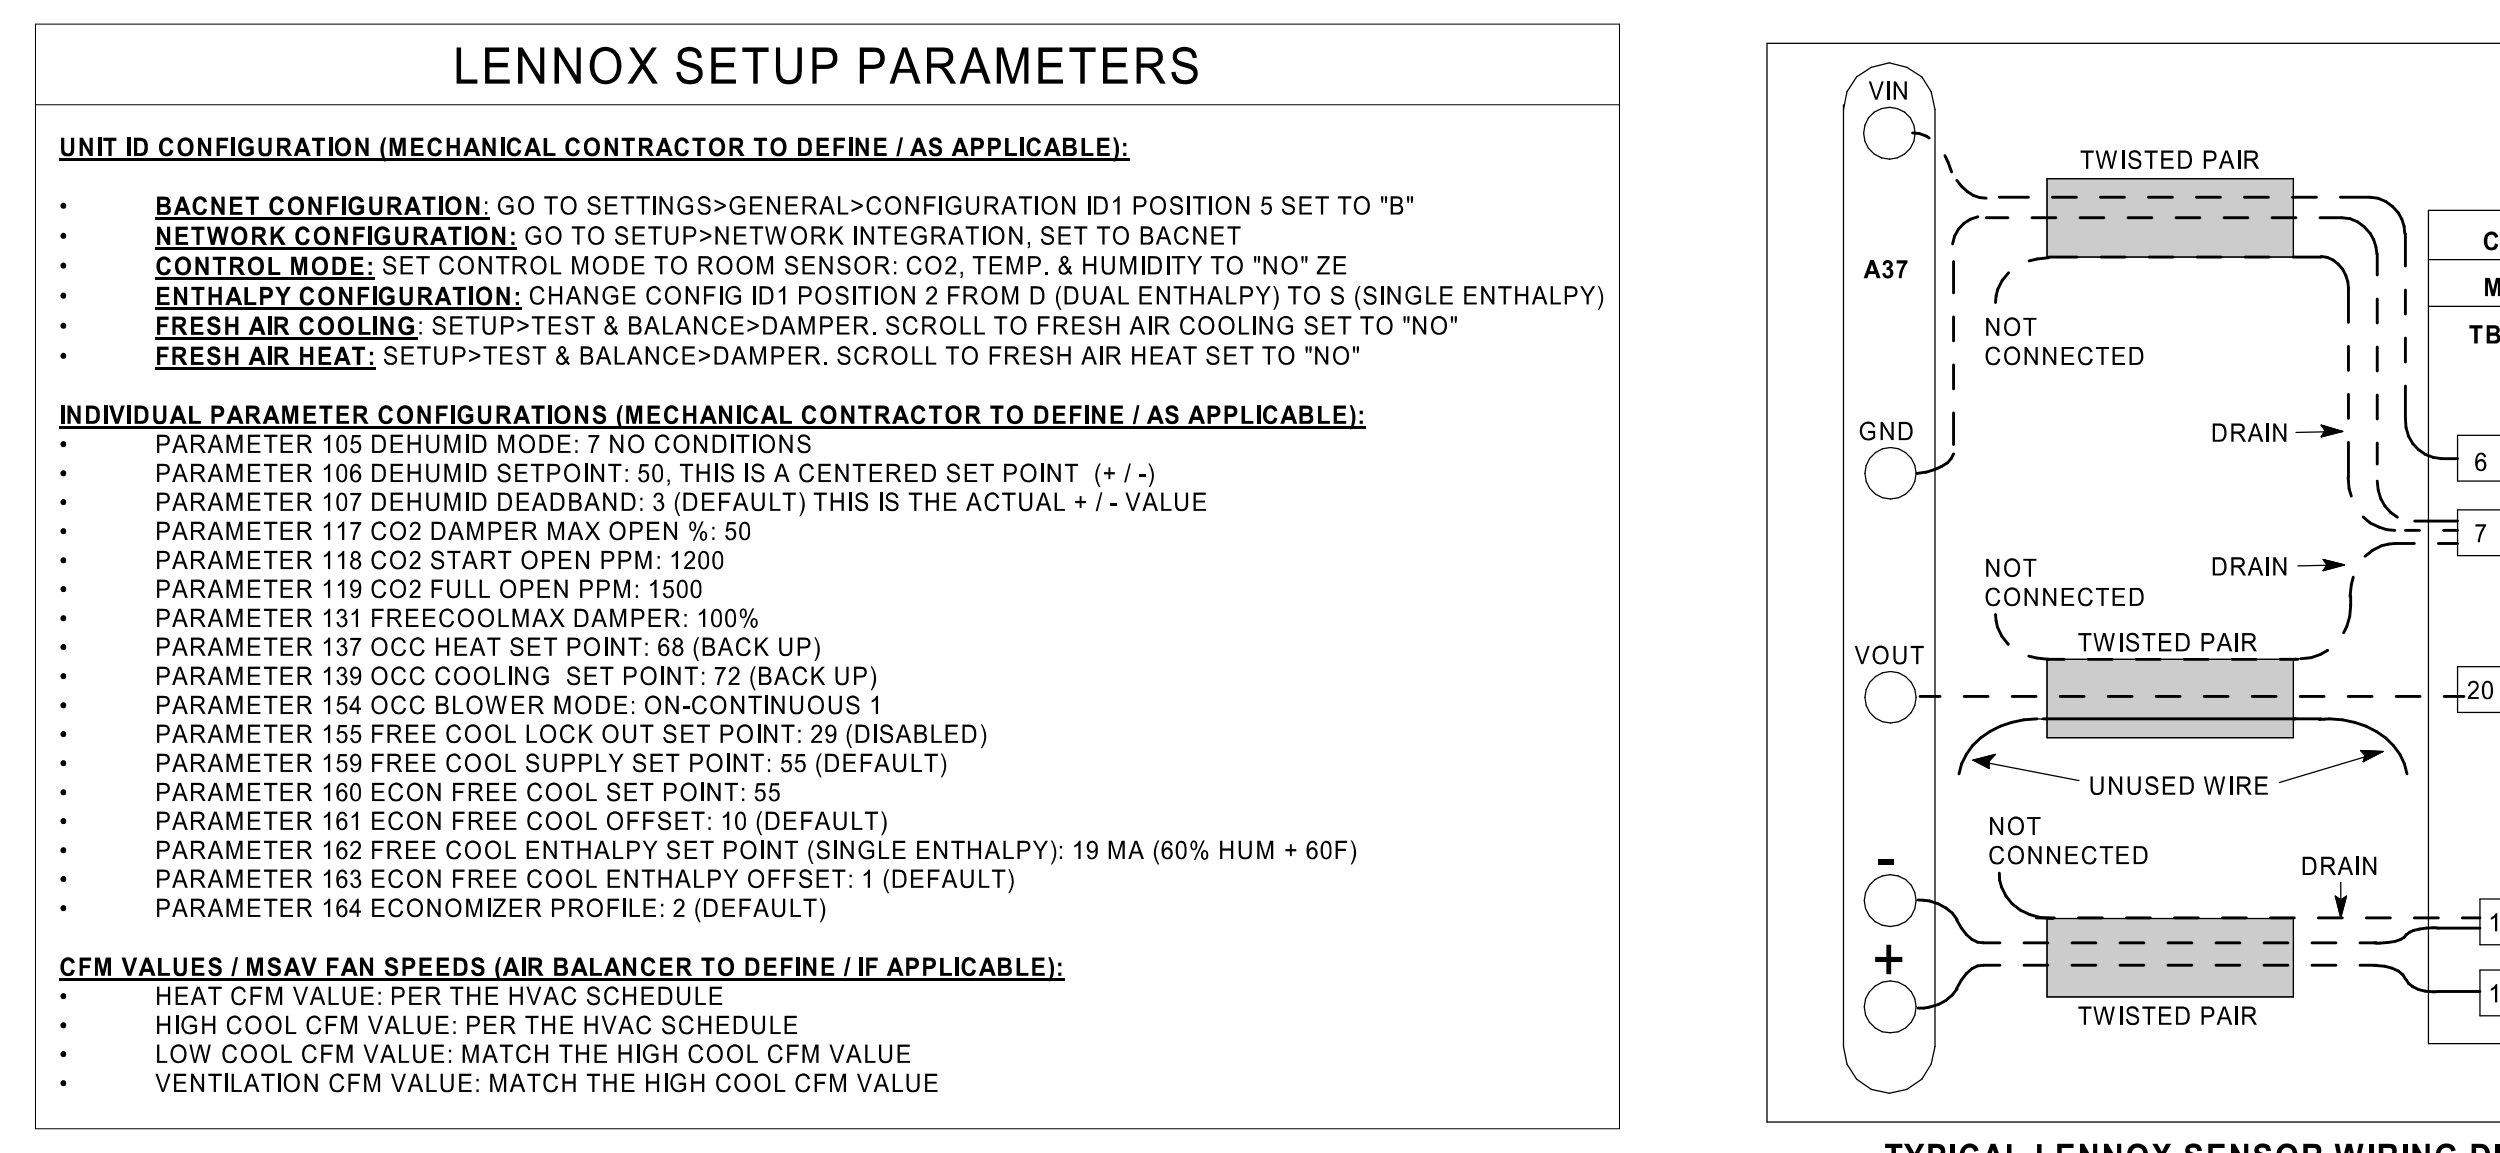 LENNOX SETUP PARAMETERS
UNIT ID CONFIGURATION (MECHANICAL CONTRACTOR TO DEFINE / AS APPLICABLE):
• BACNET CONFIGURATION: GO TO SETTINGS>GENERAL>CONFIGURATION ID1 POSITION 5 SET TO "B"
• NETWORK CONFIGURATION: GO TO SETUP>NETWORK INTEGRATION, SET TO BACNET
• CONTROL MODE: SET CONTROL MODE TO ROOM SENSOR: CO2, TEMP. & HUMIDITY TO "NO" ZE
• ENTHALPY CONFIGURATION: CHANGE CONFIG ID1 POSITION 2 FROM D (DUAL ENTHALPY) TO S (SINGLE ENTHALPY)
• FRESH AIR COOLING: SETUP>TEST & BALANCE>DAMPER. SCROLL TO FRESH AIR COOLING SET TO "NO"
• FRESH AIR HEAT: SETUP>TEST & BALANCE>DAMPER. SCROLL TO FRESH AIR HEAT SET TO "NO"
INDIVIDUAL PARAMETER CONFIGURATIONS (MECHANICAL CONTRACTOR TO DEFINE / AS APPLICABLE):
• PARAMETER 105 DEHUMID MODE: 7 NO CONDITIONS
• PARAMETER 106 DEHUMID SETPOINT: 50, THIS IS A CENTERED SET POINT (+ / -)
• PARAMETER 107 DEHUMID DEADBAND: 3 (DEFAULT) THIS IS THE ACTUAL + / - VALUE
• PARAMETER 117 CO2 DAMPER MAX OPEN %: 50
• PARAMETER 118 CO2 START OPEN PPM: 1200
• PARAMETER 119 CO2 FULL OPEN PPM: 1500
• PARAMETER 131 FREECOOLMAX DAMPER: 100%
• PARAMETER 137 OCC HEAT SET POINT: 68 (BACK UP)
• PARAMETER 139 OCC COOLING SET POINT: 72 (BACK UP)
• PARAMETER 154 OCC BLOWER MODE: ON-CONTINUOUS 1
• PARAMETER 155 FREE COOL LOCK OUT SET POINT: 29 (DISABLED)
• PARAMETER 159 FREE COOL SUPPLY SET POINT: 55 (DEFAULT)
• PARAMETER 160 ECON FREE COOL SET POINT: 55
• PARAMETER 161 ECON FREE COOL OFFSET: 10 (DEFAULT)
• PARAMETER 162 FREE COOL ENTHALPY SET POINT (SINGLE ENTHALPY): 19 MA (60% HUM + 60F)
• PARAMETER 163 ECON FREE COOL ENTHALPY OFFSET: 1 (DEFAULT)
• PARAMETER 164 ECONOMIZER PROFILE: 2 (DEFAULT)
CFM VALUES / MSAV FAN SPEEDS (AIR BALANCER TO DEFINE / IF APPLICABLE):
• HEAT CFM VALUE: PER THE HVAC SCHEDULE
• HIGH COOL CFM VALUE: PER THE HVAC SCHEDULE
• LOW COOL CFM VALUE: MATCH THE HIGH COOL CFM VALUE
• VENTILATION CFM VALUE: MATCH THE HIGH COOL CFM VALUE
VIN
TWISTED PAIR
A37
NOT
CONNECTED
TB
GND
DRAIN
6
7
NOT
CONNECTED
DRAIN
TWISTED PAIR
VOUT
20
UNUSED WIRE
NOT
CONNECTED
DRAIN
-
+
TWISTED PAIR
TYPICAL LENNOX SENSOR WIRING